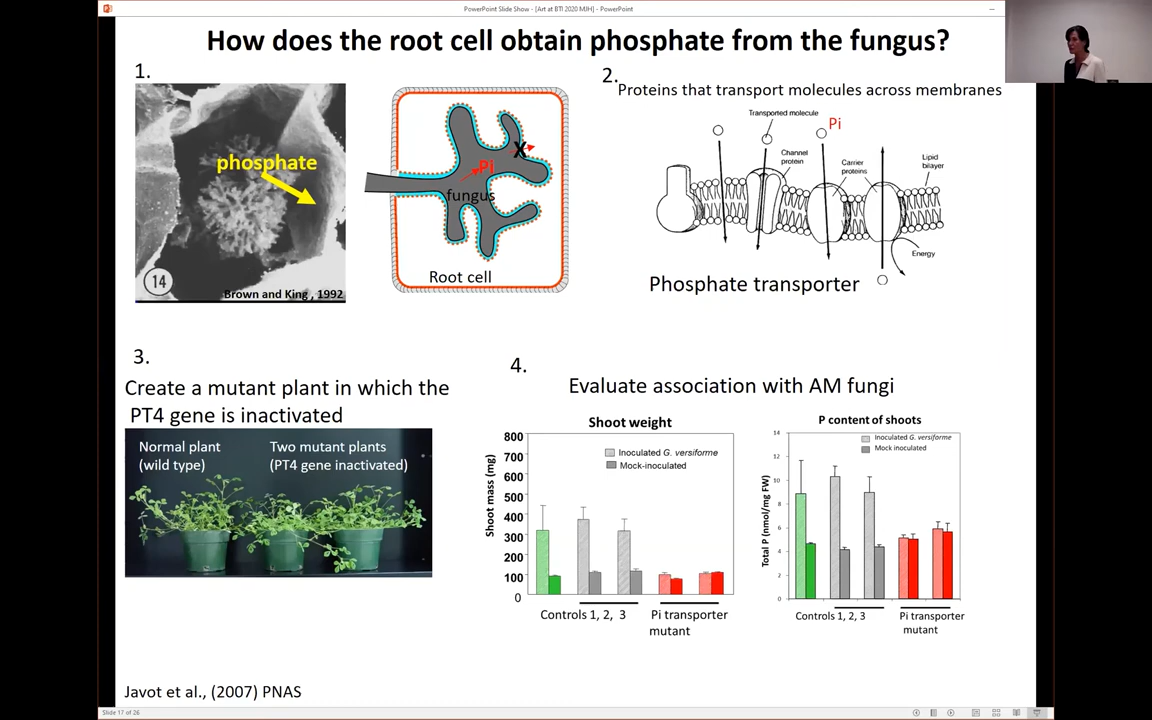 PowerPoint Slide Show - [Art at BTI 2020 MJH] - PowerPoint
How does the root cell obtain phosphate from the fungus?
1.
phosphate
14
Brown and King , 1992
Pi
X
fungus
Root cell
2.
Proteins that transport molecules across membranes
Transported molecule
Pi
Channel
protein
Carrier
proteins
Lipid
bilayer
Energy
Phosphate transporter
3.
Create a mutant plant in which the
PT4 gene is inactivated
Normal plant
(wild type)
Two mutant plants
(PT4 gene inactivated)
4.
Evaluate association with AM fungi
Shoot weight
Shoot mass (mg)
800
700
600
500
400
300
200
100
0
Inoculated G. versiforme
Mock-inoculated
Controls 1, 2, 3
Pi transporter
mutant
P content of shoots
Total P (nmol/mg FW)
14
12
10
8
6
4
2
0
Inoculated G. versiforme
Mock inoculated
Controls 1, 2, 3
Pi transporter
mutant
Javot et al., (2007) PNAS
Slide 17 of 26